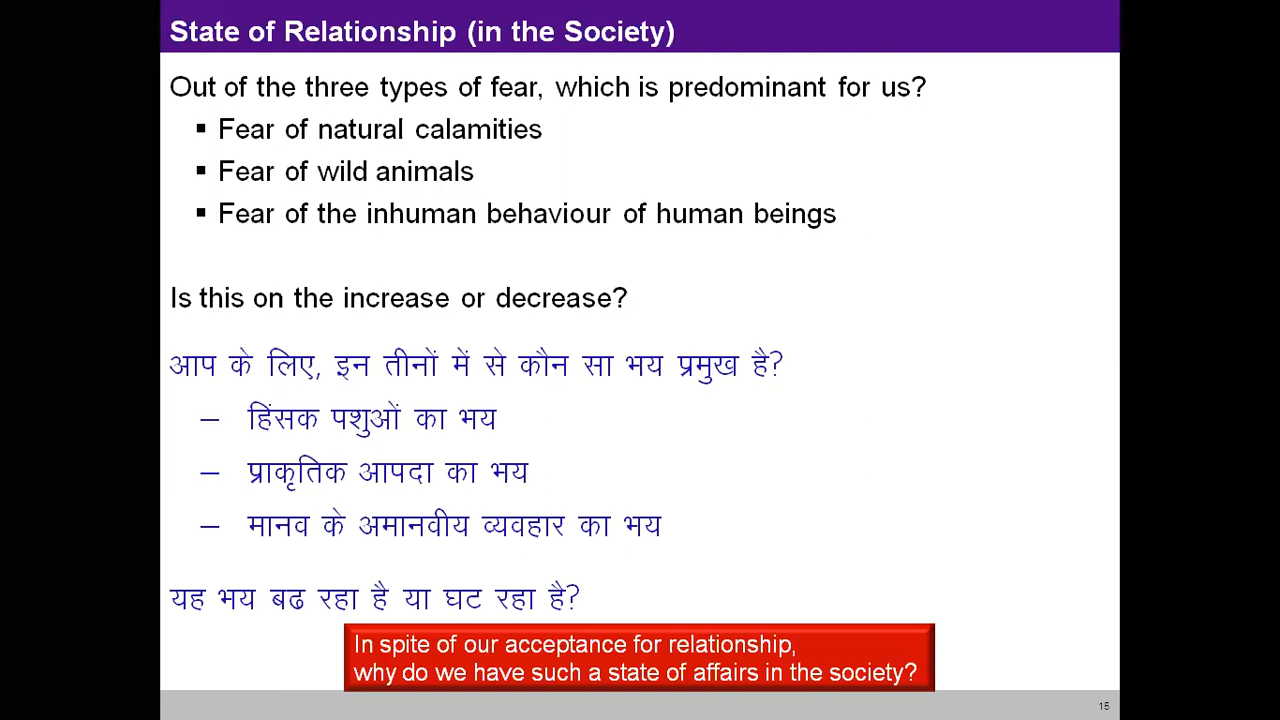 State of Relationship (in the Society)
Out of the three types of fear, which is predominant for us?
▪ Fear of natural calamities
▪ Fear of wild animals
▪ Fear of the inhuman behaviour of human beings
Is this on the increase or decrease?
आप के लिए, इन तीनों में से कौन सा भय प्रमुख है?
– हिंसक पशुओं का भय
– प्राकृतिक आपदा का भय
– मानव के अमानवीय व्यवहार का भय
यह भय बढ रहा है या घट रहा है?
In spite of our acceptance for relationship,
why do we have such a state of affairs in the society?
15